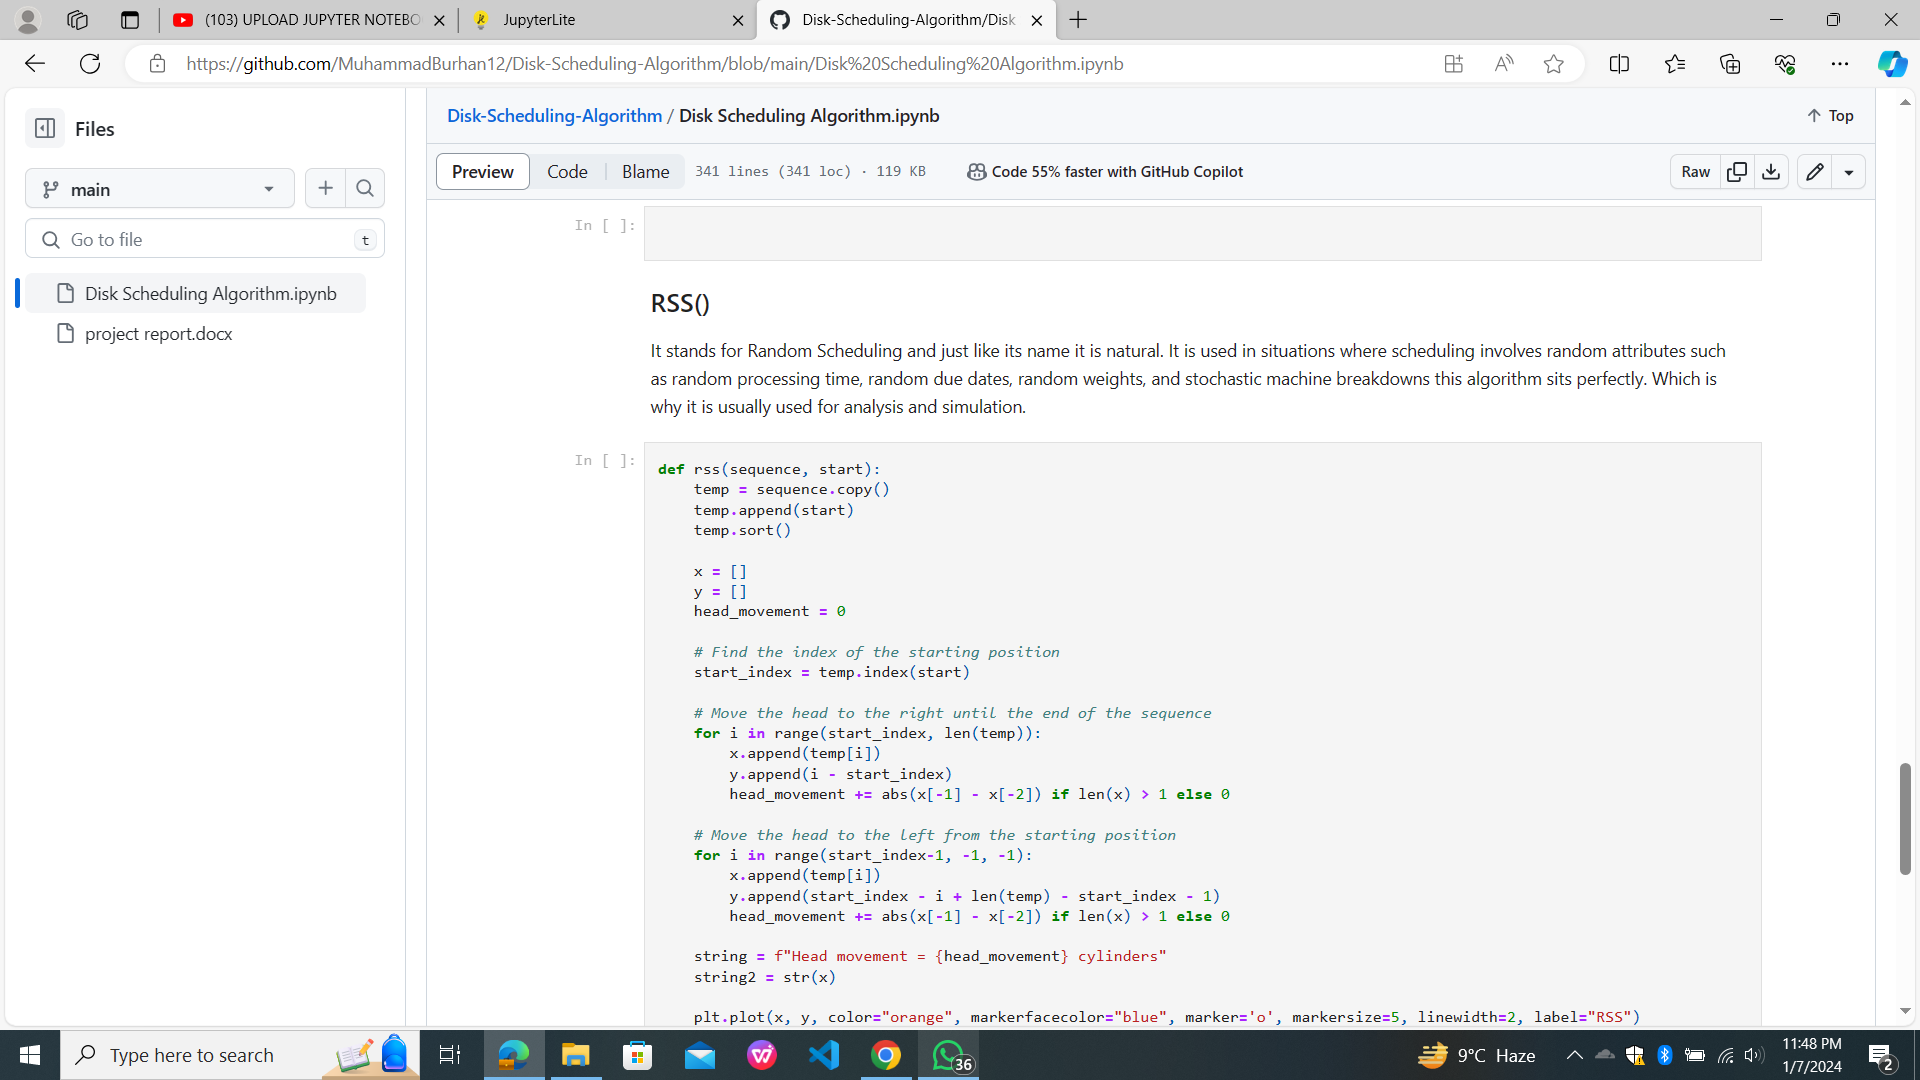 (103) UPLOAD JUPYTER NOTEBO
JupyterLite
Disk-Scheduling-Algorithm/Disk
https://github.com/MuhammadBurhan12/Disk-Scheduling-Algorithm/blob/main/Disk%20Scheduling%20Algorithm.ipynb
Files
main
Go to file
t
Disk Scheduling Algorithm.ipynb
project report.docx
Disk-Scheduling-Algorithm / Disk Scheduling Algorithm.ipynb
Top
Preview
Code
Blame
341 lines (341 loc) · 119 KB
Code 55% faster with GitHub Copilot
Raw
In [ ]:
RSS()
It stands for Random Scheduling and just like its name it is natural. It is used in situations where scheduling involves random attributes such
as random processing time, random due dates, random weights, and stochastic machine breakdowns this algorithm sits perfectly. Which is
why it is usually used for analysis and simulation.
In [ ]:
def rss(sequence, start):
    temp = sequence.copy()
    temp.append(start)
    temp.sort()
    x = []
    y = []
    head_movement = 0
    # Find the index of the starting position
    start_index = temp.index(start)
    # Move the head to the right until the end of the sequence
    for i in range(start_index, len(temp)):
        x.append(temp[i])
        y.append(i - start_index)
        head_movement += abs(x[-1] - x[-2]) if len(x) > 1 else 0
    # Move the head to the left from the starting position
    for i in range(start_index-1, -1, -1):
        x.append(temp[i])
        y.append(start_index - i + len(temp) - start_index - 1)
        head_movement += abs(x[-1] - x[-2]) if len(x) > 1 else 0
    string = f"Head movement = {head_movement} cylinders"
    string2 = str(x)
    plt.plot(x, y, color="orange", markerfacecolor="blue", marker='o', markersize=5, linewidth=2, label="RSS")
Type here to search
36
9°C Haze
11:48 PM
1/7/2024
2